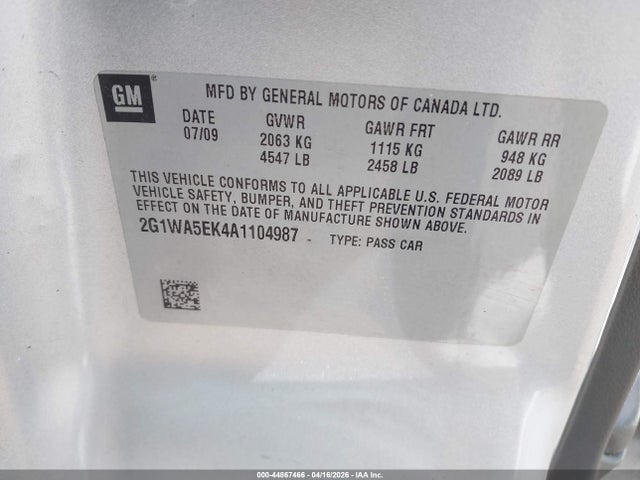 GM ®
MFD BY GENERAL MOTORS OF CANADA LTD.
DATE GVWR GAWR FRT GAWR RR
07/09 2063 KG 1115 KG 948 KG
4547 LB 2458 LB 2089 LB
THIS VEHICLE CONFORMS TO ALL APPLICABLE U.S. FEDERAL MOTOR
VEHICLE SAFETY, BUMPER, AND THEFT PREVENTION STANDARDS IN
EFFECT ON THE DATE OF MANUFACTURE SHOWN ABOVE.
2G1WA5EK4A1104987 - TYPE: PASS CAR
000-44867466 - 04/16/2026 - IAA Inc.